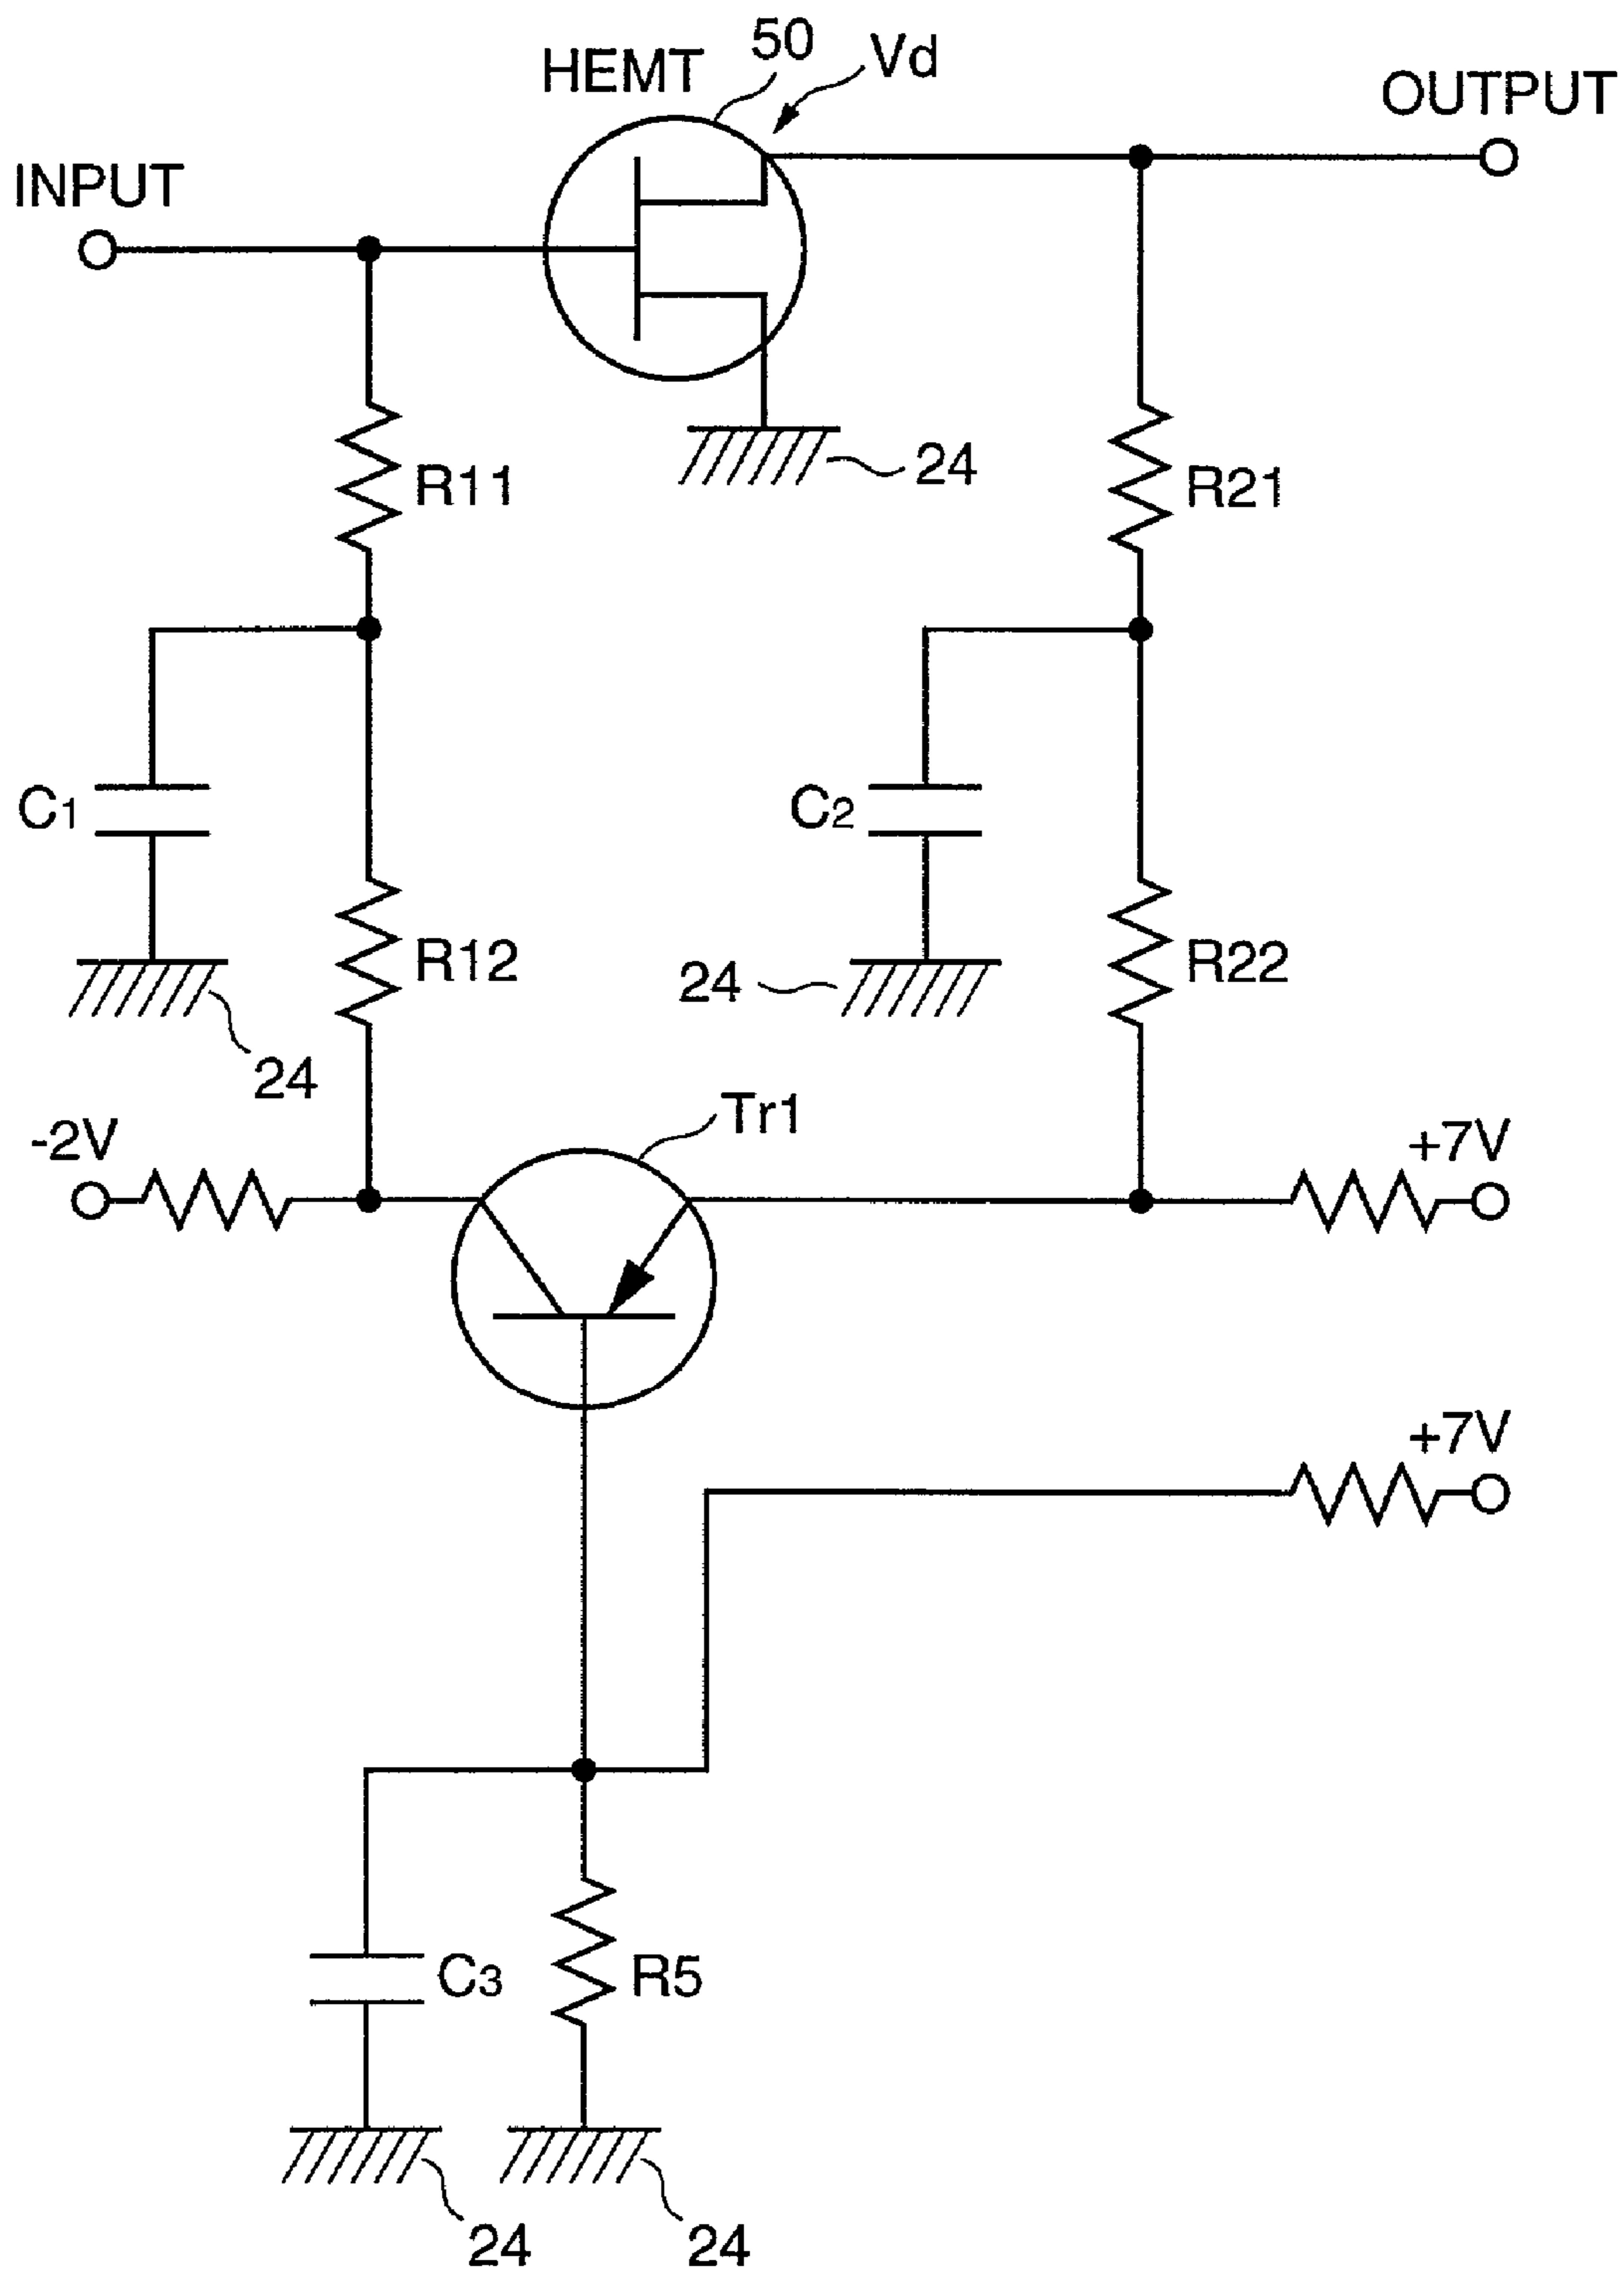 HEMT
50
Vd
OUTPUT
INPUT
24
R11
R21
C1
C2
R12
R22
24
24
-2V
Tr1
+7V
+7V
C3
R5
24
24